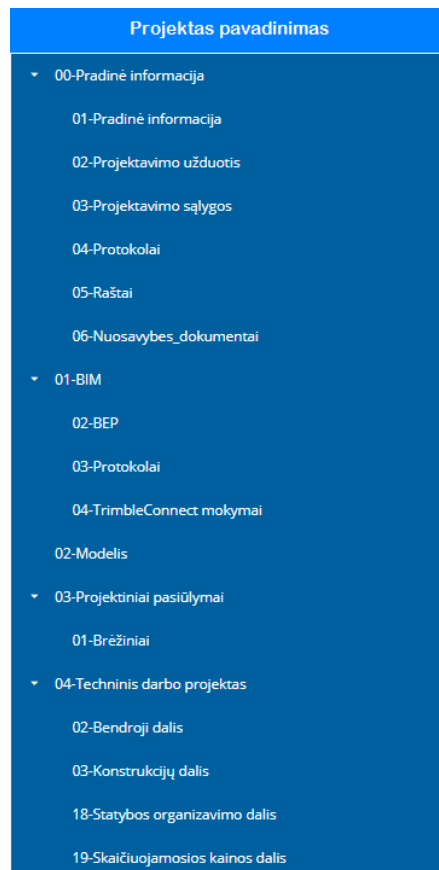 Projektas pavadinimas
00-Pradinė informacija
01-Pradinė informacija
02-Projektavimo užduotis
03-Projektavimo sąlygos
04-Protokolai
05-Raštai
06-Nuosavybes_dokumentai
01-BIM
02-BEP
03-Protokolai
04-TrimbleConnect mokymai
02-Modelis
03-Projektiniai pasiūlymai
01-Brėžiniai
04-Techninis darbo projektas
02-Bendroji dalis
03-Konstrukcijų dalis
18-Statybos organizavimo dalis
19-Skaičiuojamosios kainos dalis